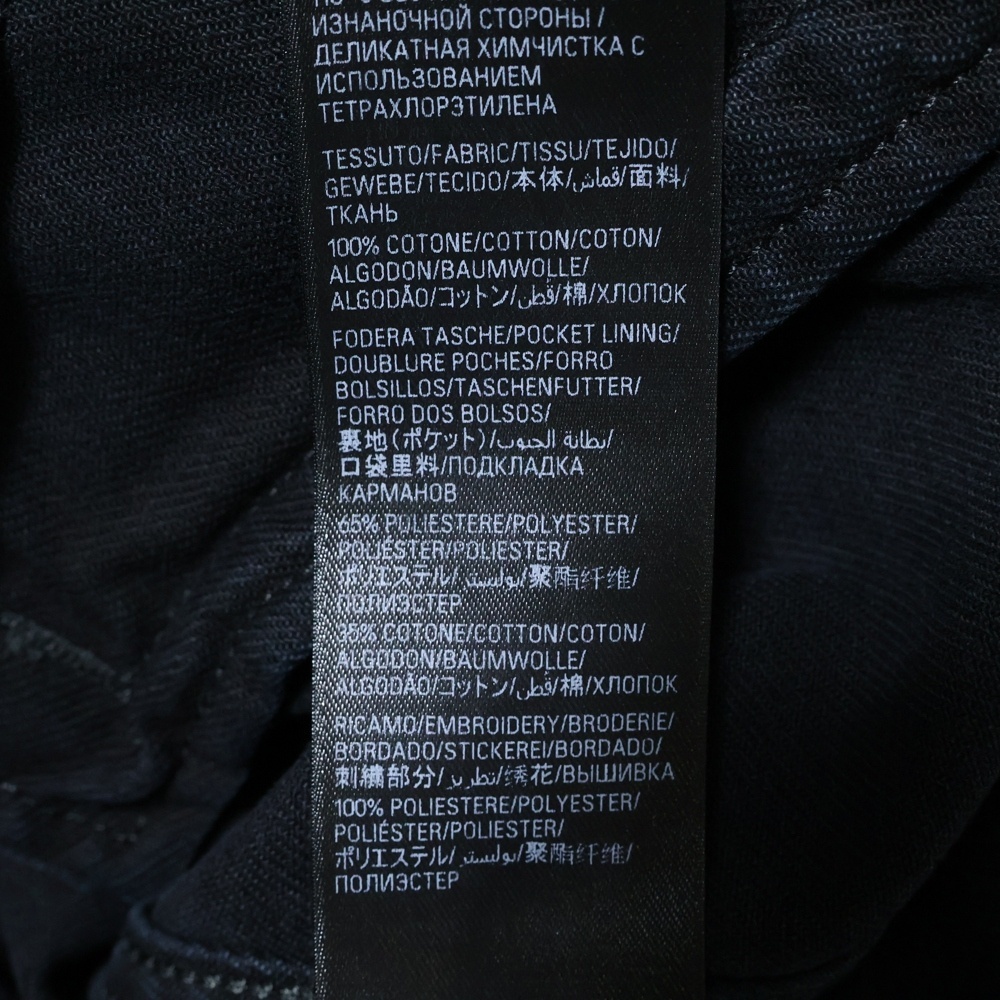 ИЗНАНОЧНОЙ СТОРОНЫ /
ДЕЛИКАТНАЯ ХИМЧИСТКА С
ИСПОЛЬЗОВАНИЕМ
ТЕТРАХЛОРЭТИЛЕНА
TESSUTO/FABRIC/TISSU/TEJIDO/
GEWEBE/TECIDO/本体/قماش/面料/
ТКАНЬ
100% COTONE/COTTON/COTON/
ALGODON/BAUMWOLLE/
ALGODÃO/コットン/قطن/棉/ХЛОПОК
FODERA TASCHE/POCKET LINING/
DOUBLURE POCHES/FORRO
BOLSILLOS/TASCHENFUTTER/
FORRO DOS BOLSOS/
裏地(ポケット)/بطانة الجيوب/
口袋里料/ПОДКЛАДКА
КАРМАНОВ
65% POLIESTERE/POLYESTER/
POLIÉSTER/POLIESTER/
ポリエステル/بوليستر/聚酯纤维/
ПОЛИЭСТЕР
35% COTONE/COTTON/COTON/
ALGODON/BAUMWOLLE/
ALGODÃO/コットン/قطن/棉/ХЛОПОК
RICAMO/EMBROIDERY/BRODERIE/
BORDADO/STICKEREI/BORDADO/
刺繍部分/تطريز/绣花/ВЫШИВКА
100% POLIESTERE/POLYESTER/
POLIÉSTER/POLIESTER/
ポリエステル/بوليستر/聚酯纤维/
ПОЛИЭСТЕР